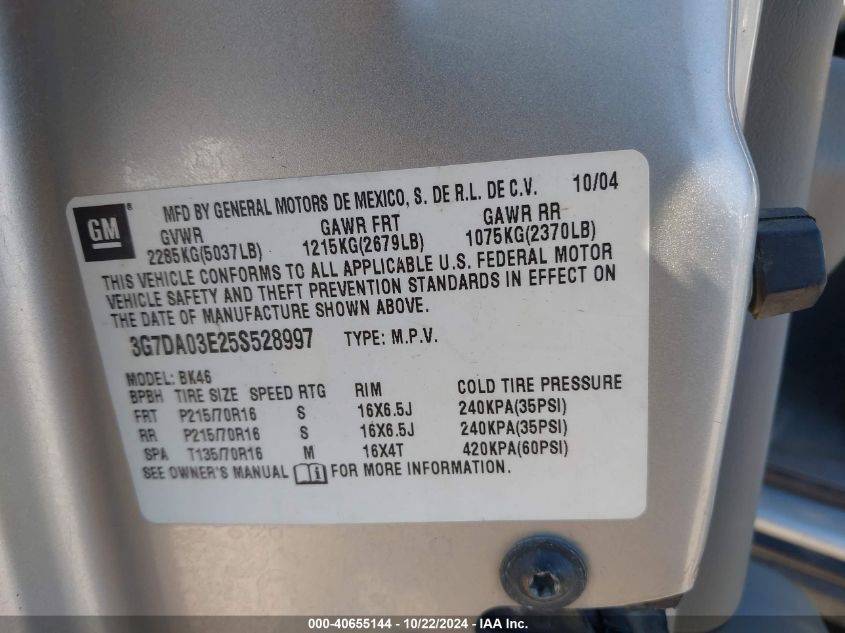 GM®
MFD BY GENERAL MOTORS DE MEXICO, S. DE R.L. DE C.V. 10/04
GVWR GAWR FRT GAWR RR
2285KG(5037LB) 1215KG(2679LB) 1075KG(2370LB)
THIS VEHICLE CONFORMS TO ALL APPLICABLE U.S. FEDERAL MOTOR
VEHICLE SAFETY AND THEFT PREVENTION STANDARDS IN EFFECT ON
THE DATE OF MANUFACTURE SHOWN ABOVE.
3G7DA03E25S528997 TYPE: M.P.V.
MODEL: BK46
BPBH TIRE SIZE SPEED RTG RIM COLD TIRE PRESSURE
FRT P215/70R16 S 16X6.5J 240KPA(35PSI)
RR P215/70R16 S 16X6.5J 240KPA(35PSI)
SPA T135/70R16 M 16X4T 420KPA(60PSI)
SEE OWNER'S MANUAL FOR MORE INFORMATION.
000-40655144 - 10/22/2024 - IAA Inc.